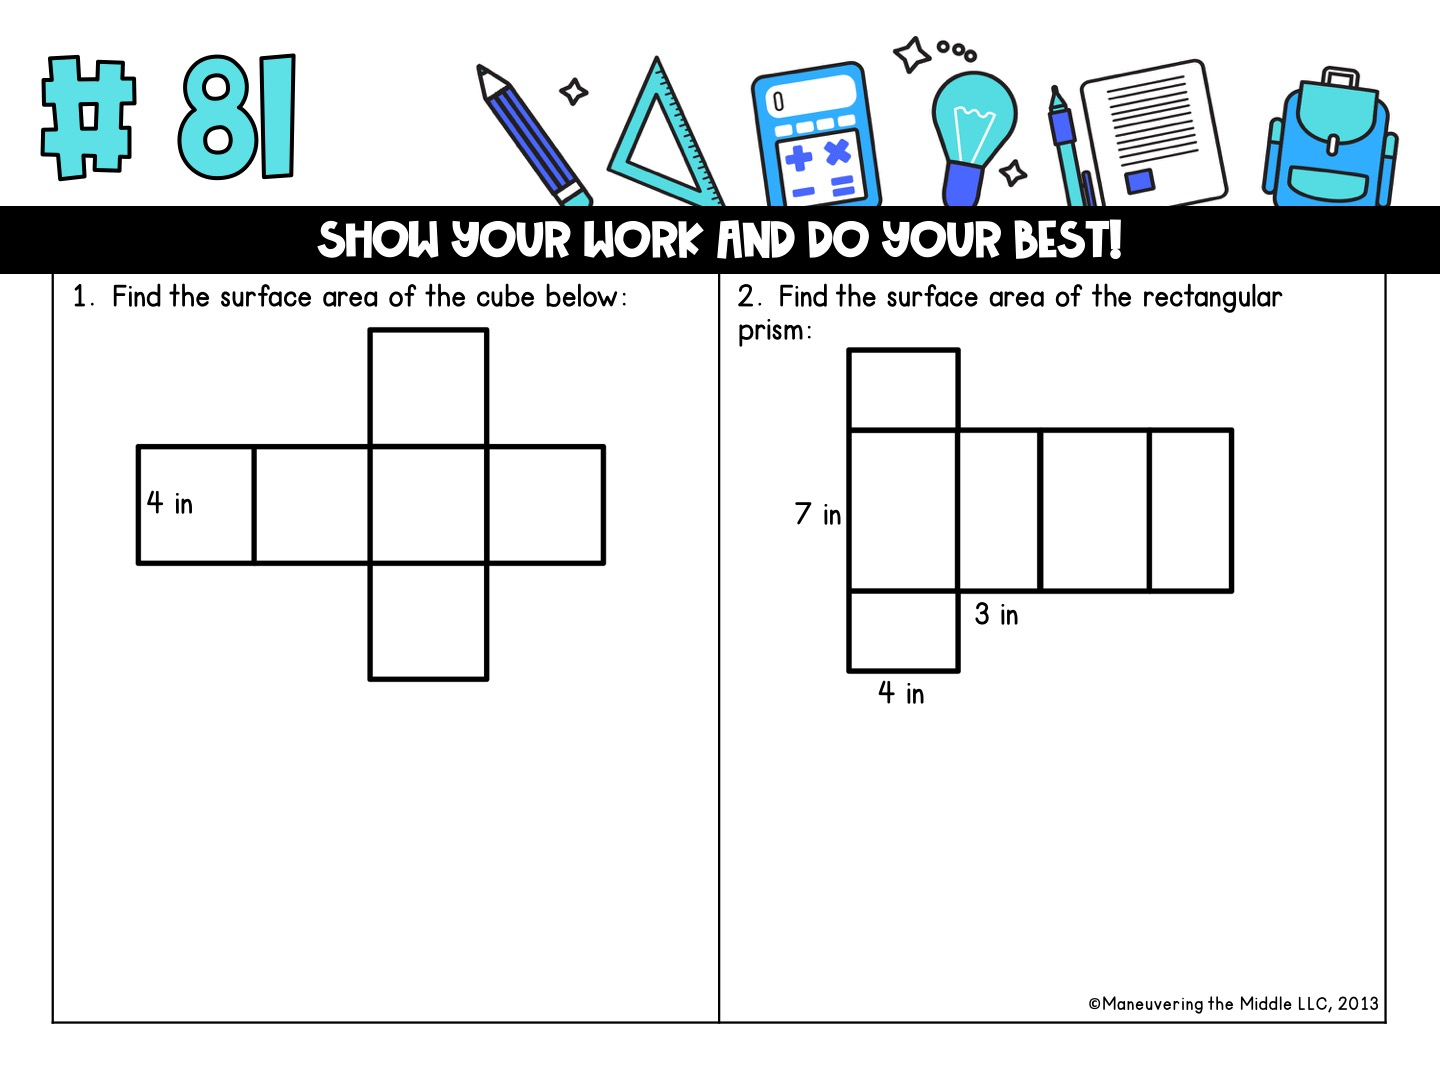 # 81
SHOW YOUR WORK AND DO YOUR BEST!
1. Find the surface area of the cube below:
4 in
2. Find the surface area of the rectangular
prism:
7 in
3 in
4 in
©Maneuvering the Middle LLC, 2013
0